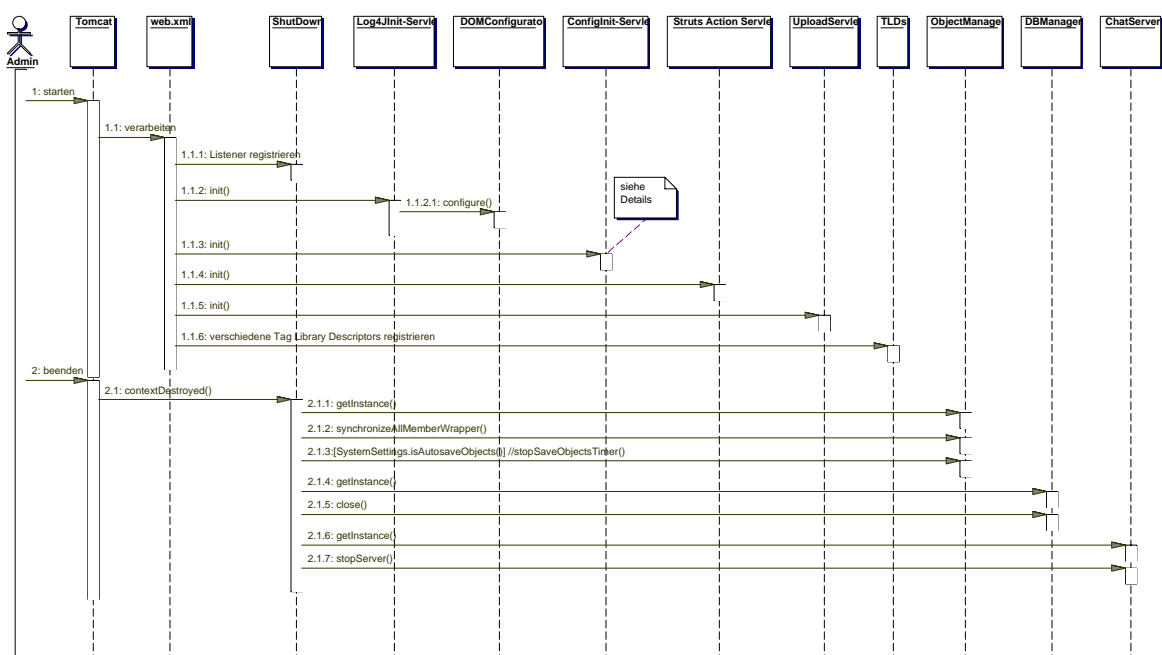 Admin
Tomcat
web.xml
ShutDown
Log4JInit-Servle
DOMConfigurato
ConfigInit-Servle
Struts Action Servle
UploadServle
TLDs
ObjectManage
DBManager
ChatServer
1: starten
1.1: verarbeiten
1.1.1: Listener registrieren
siehe
Details
1.1.2: init()
1.1.2.1: configure()
1.1.3: init()
1.1.4: init()
1.1.5: init()
1.1.6: verschiedene Tag Library Descriptors registrieren
2: beenden
2.1: contextDestroyed()
2.1.1: getInstance()
2.1.2: synchronizeAllMemberWrapper()
2.1.3:[SystemSettings.isAutosaveObjects()] //stopSaveObjectsTimer()
2.1.4: getInstance()
2.1.5: close()
2.1.6: getInstance()
2.1.7: stopServer()